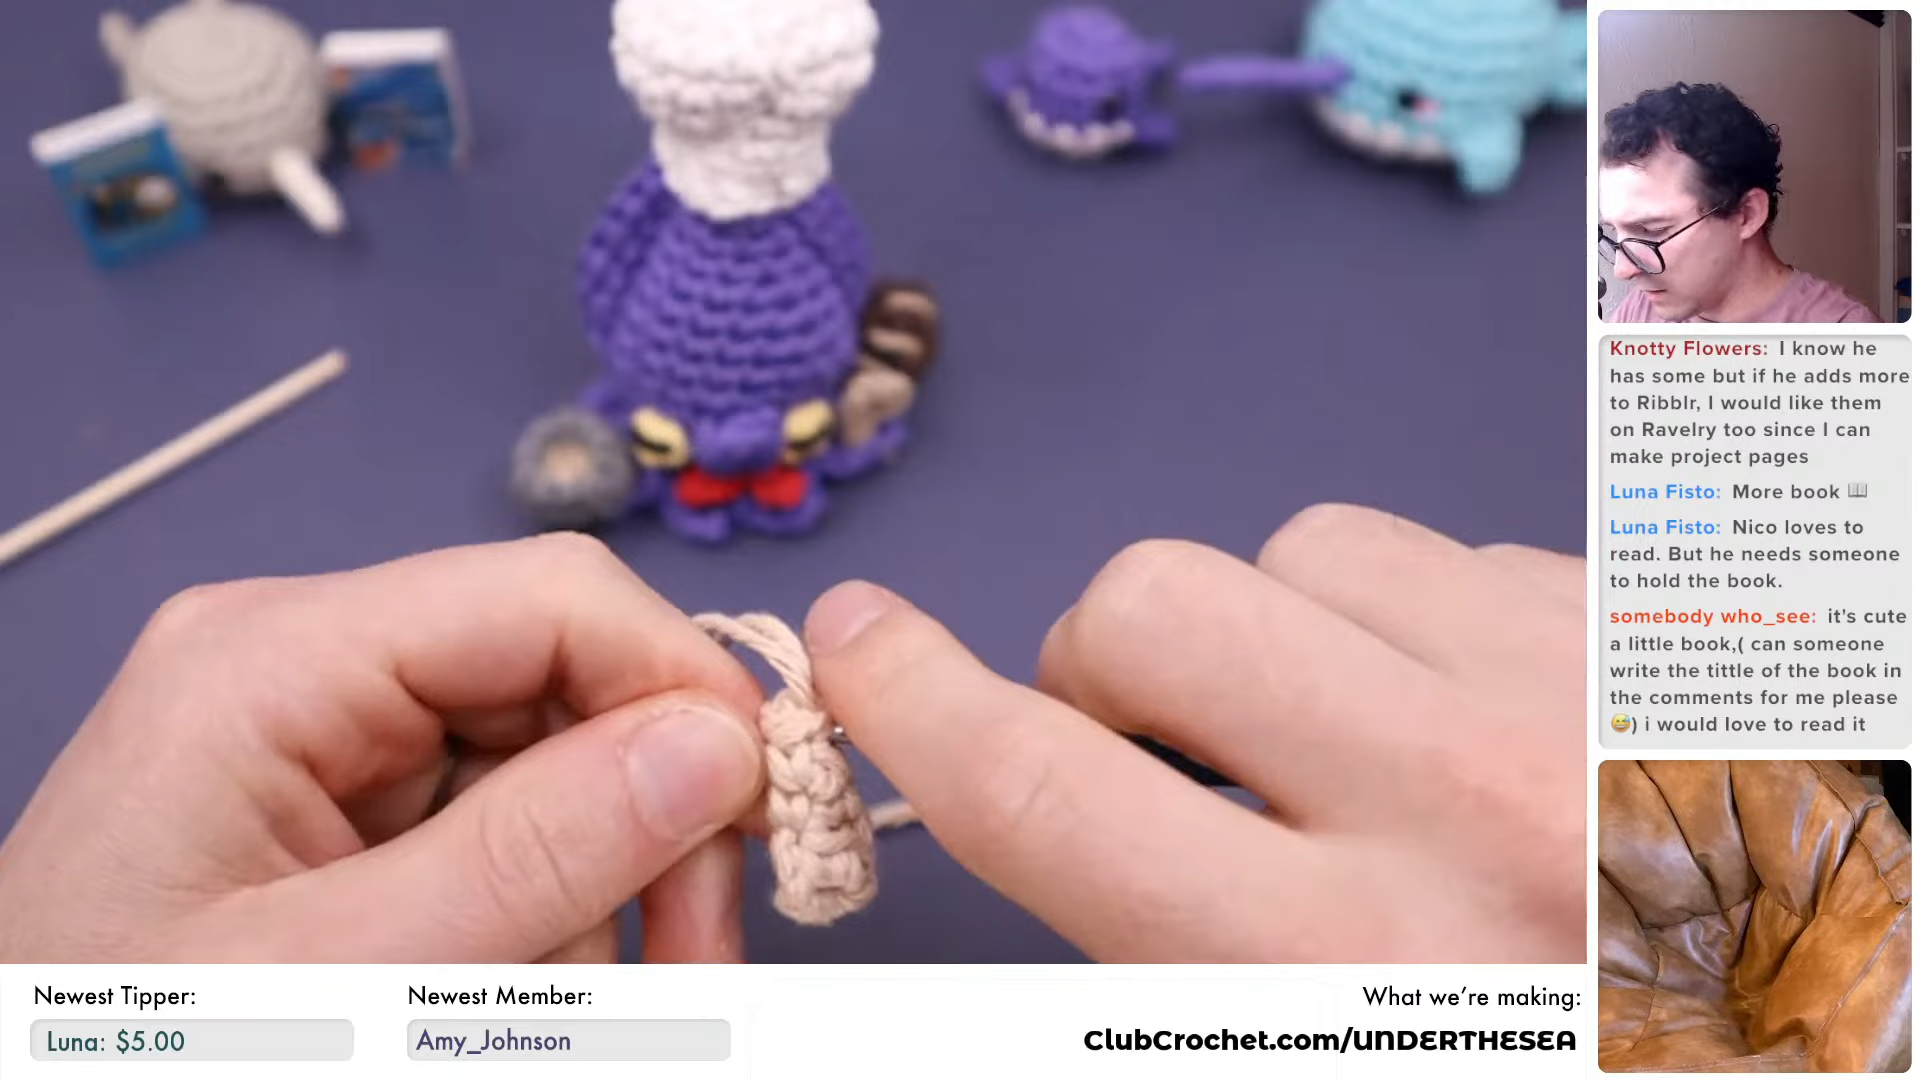 Knotty Flowers: I know he
has some but if he adds more
to Ribblr, I would like them
on Ravelry too since I can
make project pages
Luna Fisto: More book 📖
Luna Fisto: Nico loves to
read. But he needs someone
to hold the book.
somebody who_see: it's cute
a little book,( can someone
write the tittle of the book in
the comments for me please
😅) i would love to read it
Newest Tipper:
Luna: $5.00
Newest Member:
Amy_Johnson
What we're making:
ClubCrochet.com/UNDERTHESEA